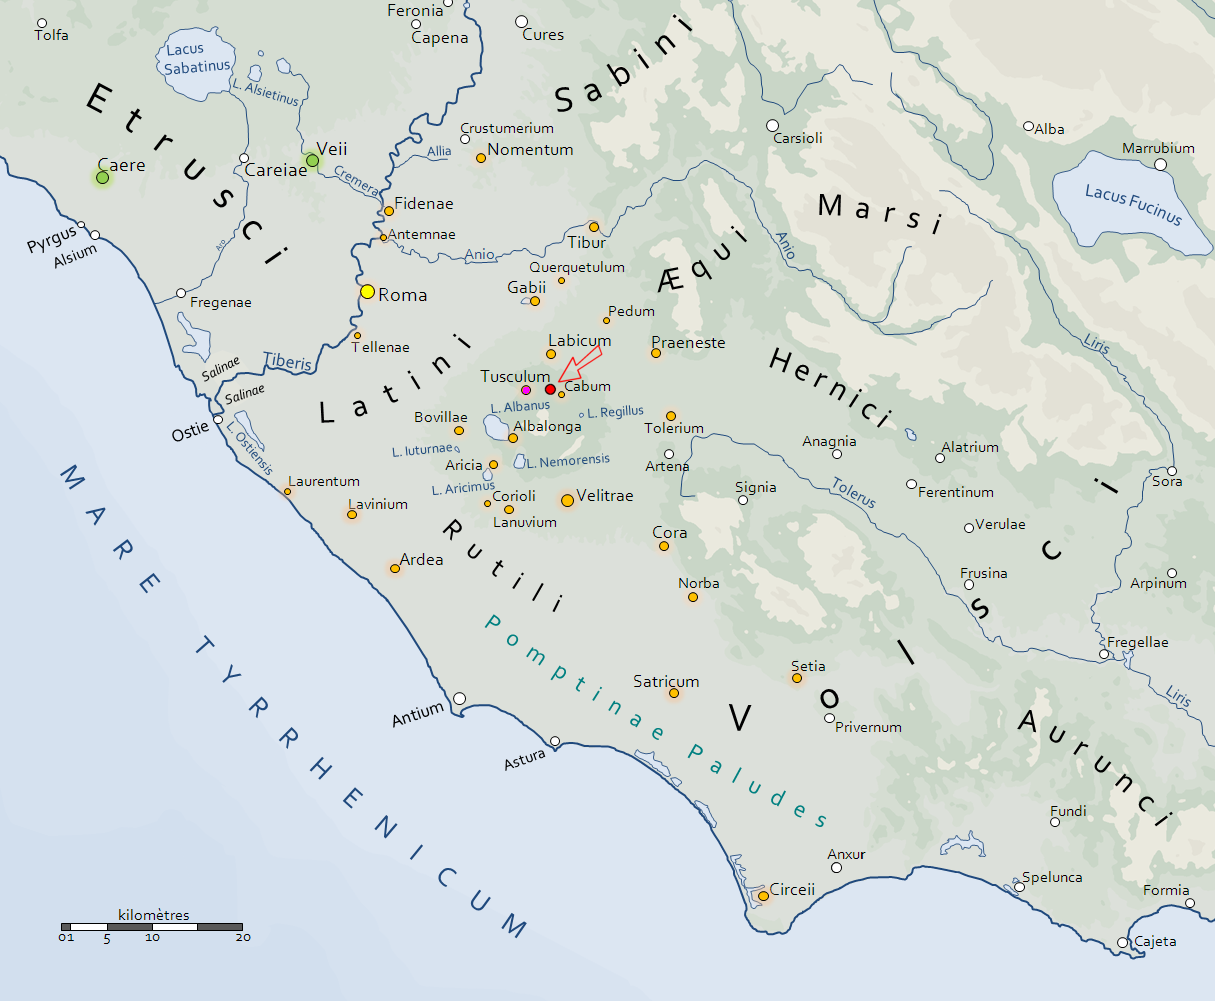 Feronia
Tolfa
Capena
Cures
Lacus
Sabatinus
L. Alsietinus
Sabini
Etrusci
Crustumerium
Allia
Nomentum
Carsioli
Alba
Marrubium
Lacus Fucinus
Caere
Careiae
Veii
Cremera
Fidenae
Marsi
Antemnae
Pyrgus
Alsium
Anio
Tibur
Anio
Æqui
Querquetulum
Gabii
Fregenae
Roma
Pedum
Tellenae
Labicum
Praeneste
Liris
Salinae
Tiberis
Latini
Hernici
Tusculum
Cabum
Salinae
L. Albanus
L. Regillus
Ostie
L. Ostiensis
Bovillae
Albalonga
Tolerium
Anagnia
Alatrium
L. Iuturnae
Aricia
L. Nemorensis
Artena
Sora
Laurentum
L. Aricimus
Signia
Tolerus
Ferentinum
Lavinium
Corioli
Velitrae
Lanuvium
Verulae
Rutili
Cora
Ardea
Frusina
Arpinum
Norba
Volsci
MARE TYRRHENICUM
Pomptinae Paludes
Fregellae
Setia
Satricum
Liris
Antium
Privernum
Aurunci
Astura
Fundi
Anxur
Circeii
Spelunca
Formia
kilomètres
01 5 10 20
Cajeta